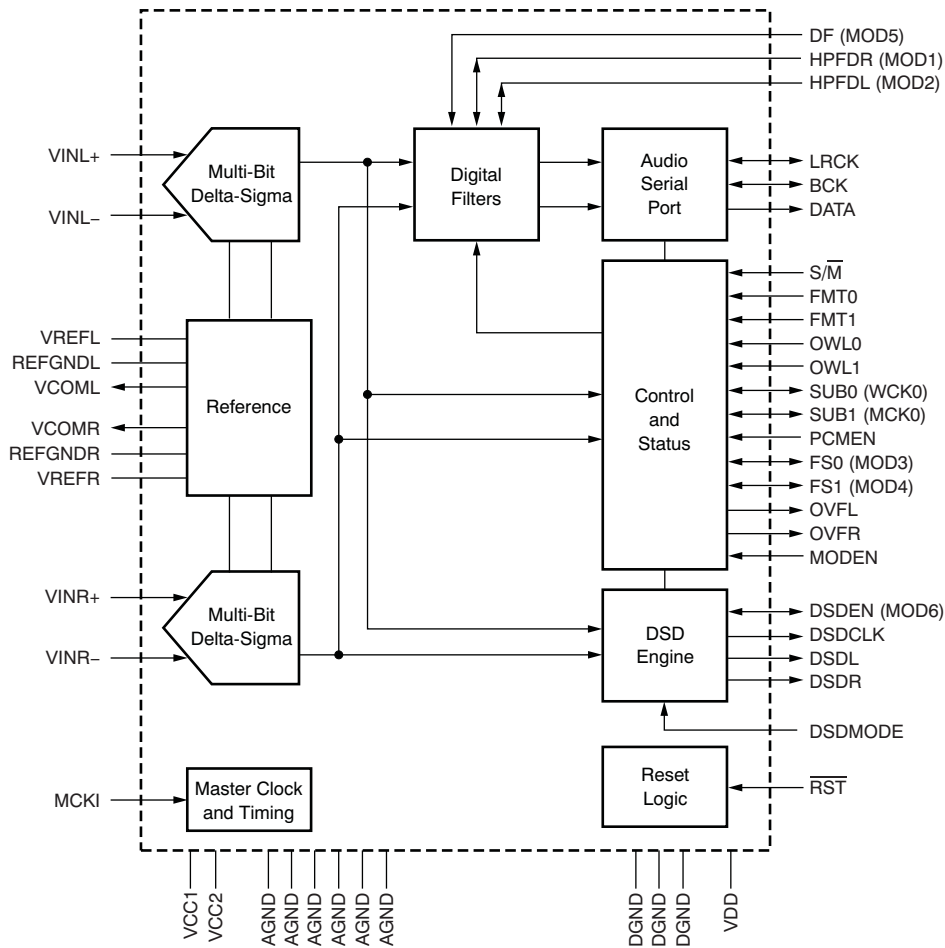 DF (MOD5)
HPFDR (MOD1)
HPFDL (MOD2)
VINL+
VINL−
Multi-Bit
Delta-Sigma
Digital
Filters
Audio
Serial
Port
LRCK
BCK
DATA
VREFL
REFGNDL
VCOML
VCOMR
REFGNDR
VREFR
Reference
Control
and
Status
S/M̅
FMT0
FMT1
OWL0
OWL1
SUB0 (WCK0)
SUB1 (MCK0)
PCMEN
FS0 (MOD3)
FS1 (MOD4)
OVFL
OVFR
MODEN
VINR+
VINR−
Multi-Bit
Delta-Sigma
DSD
Engine
DSDEN (MOD6)
DSDCLK
DSDL
DSDR
DSDMODE
MCKI
Master Clock
and Timing
Reset
Logic
R̅S̅T̅
VCC1
VCC2
AGND
AGND
AGND
AGND
AGND
AGND
DGND
DGND
DGND
VDD